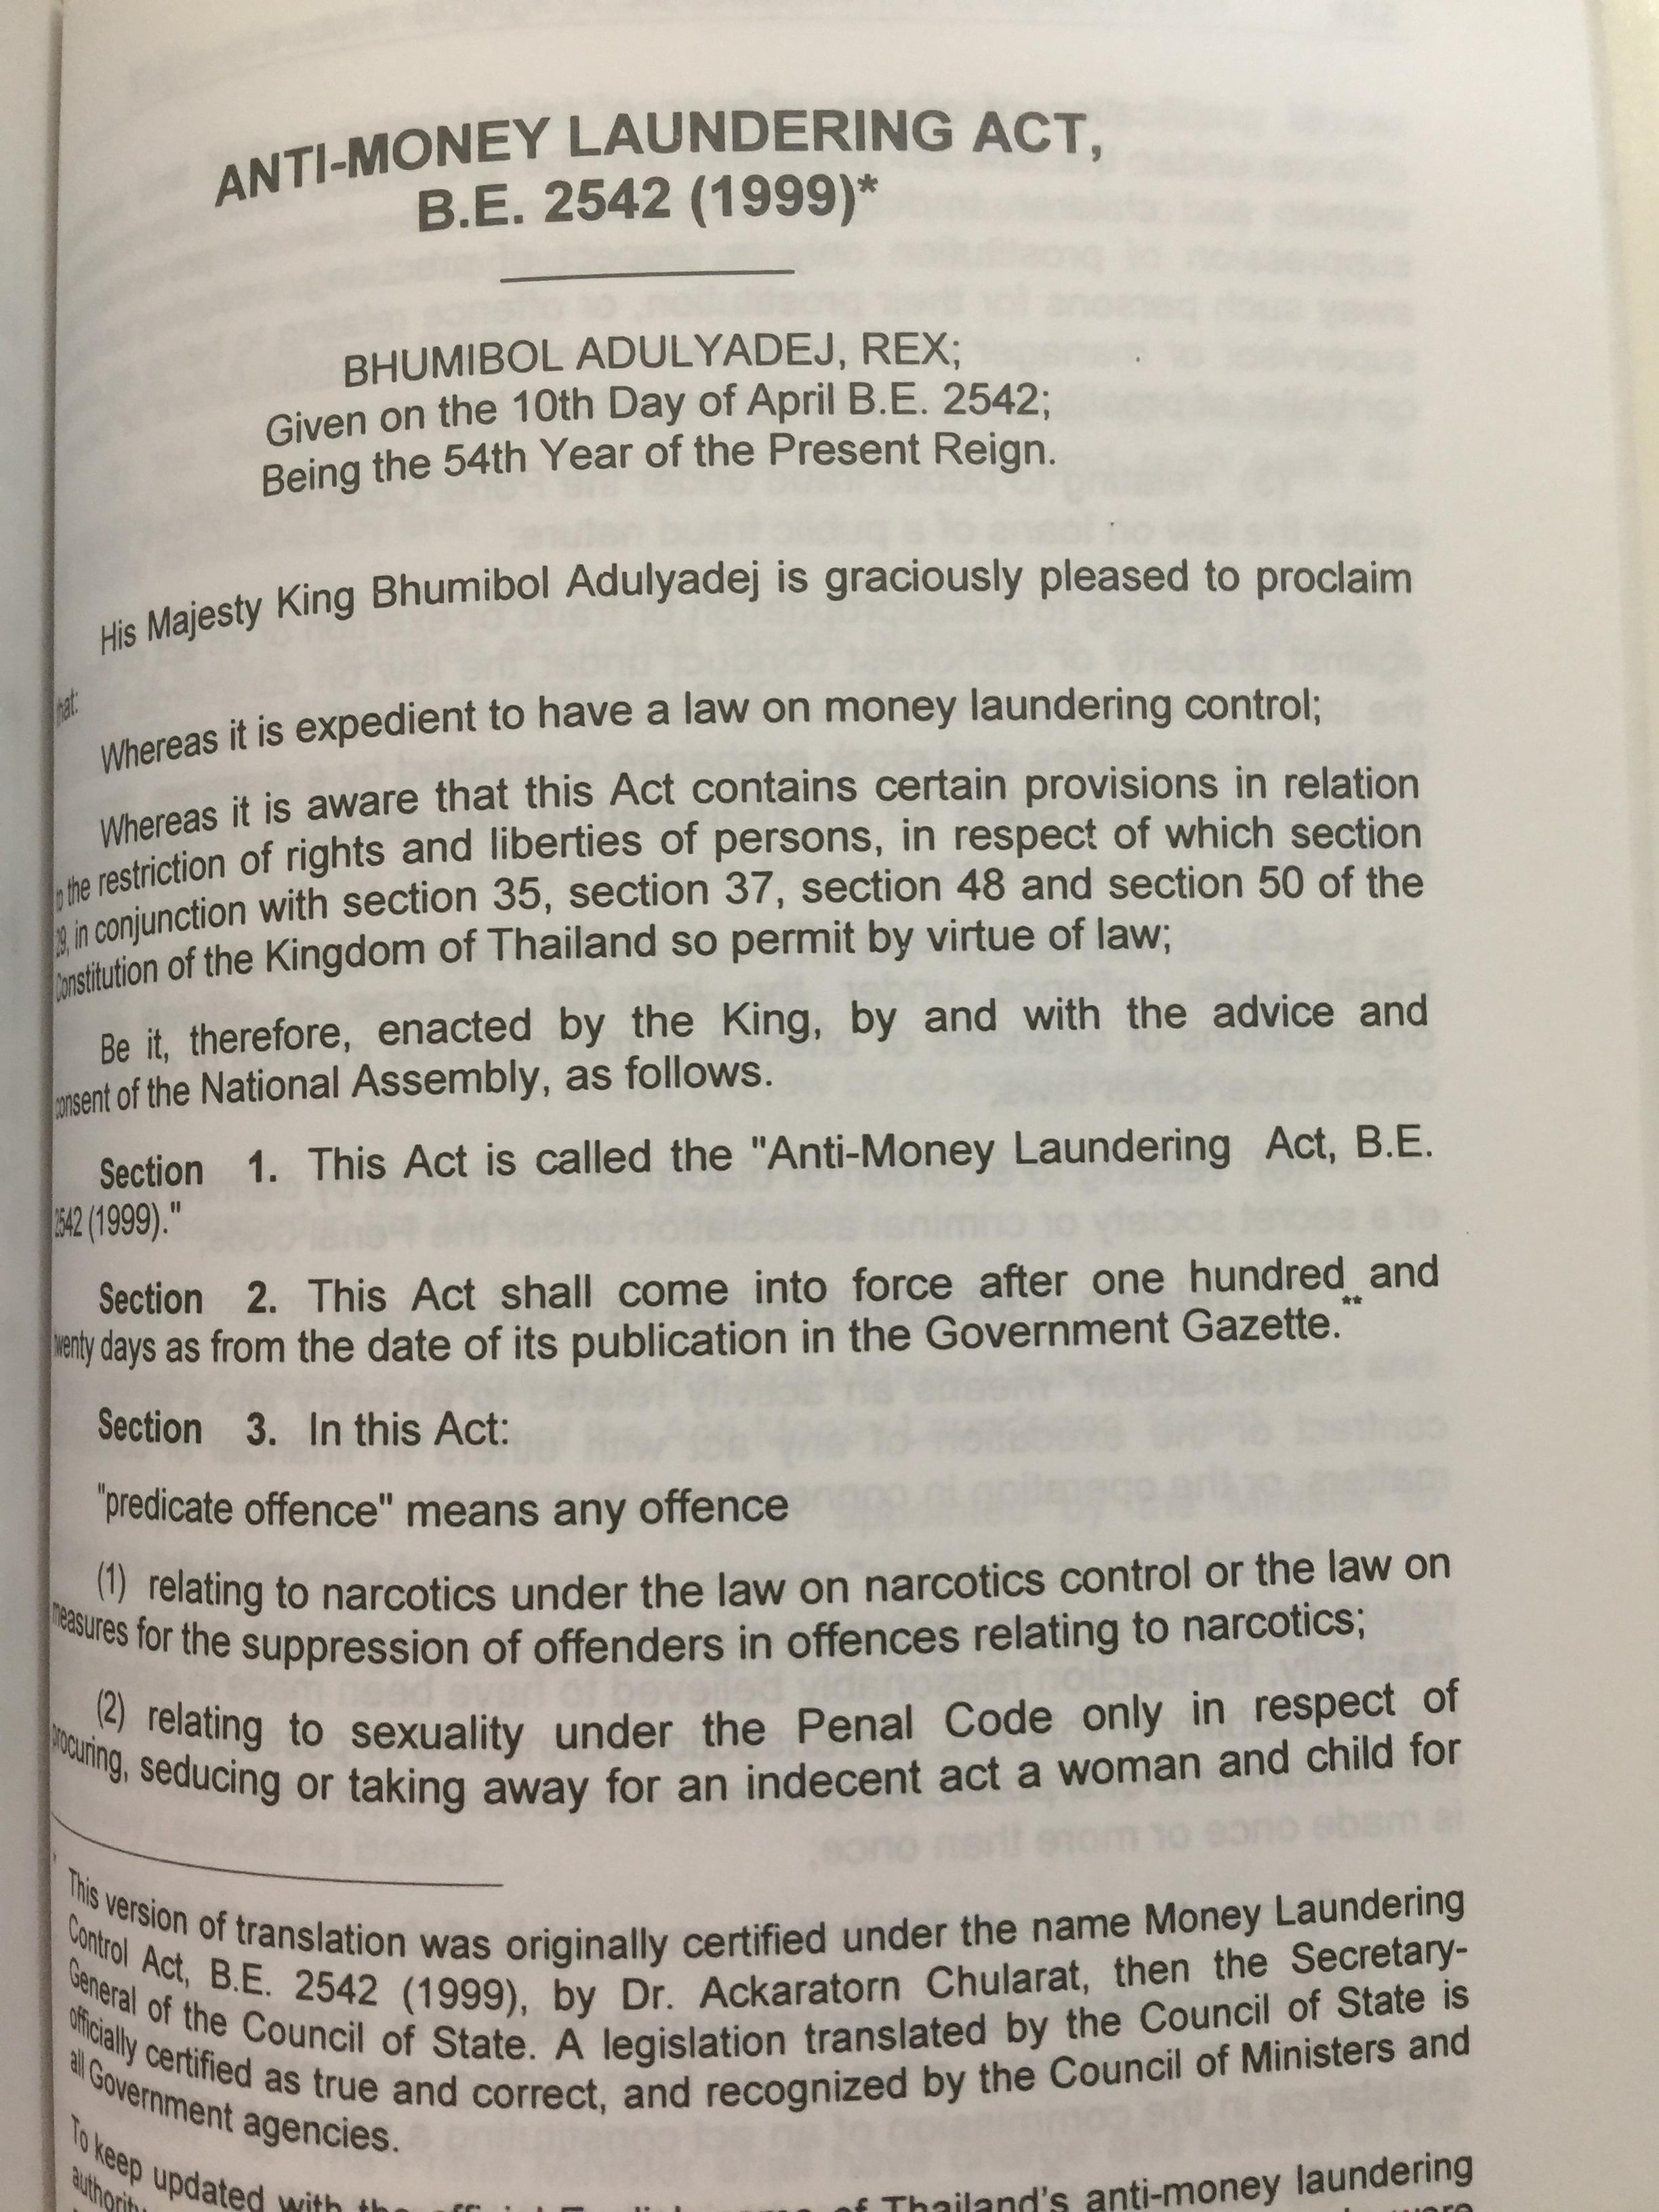 ANTI-MONEY LAUNDERING ACT,
B.E. 2542 (1999)*
BHUMIBOL ADULYADEJ, REX;
Given on the 10th Day of April B.E. 2542;
Being the 54th Year of the Present Reign.
His Majesty King Bhumibol Adulyadej is graciously pleased to proclaim
hat:
Whereas it is expedient to have a law on money laundering control;
Whereas it is aware that this Act contains certain provisions in relation
the restriction of rights and liberties of persons, in respect of which section
29, in conjunction with section 35, section 37, section 48 and section 50 of the
Constitution of the Kingdom of Thailand so permit by virtue of law;
Be it, therefore, enacted by the King, by and with the advice and
onsent of the National Assembly, as follows.
Section 1. This Act is called the "Anti-Money Laundering Act, B.E.
2542 (1999)."
Section 2. This Act shall come into force after one hundred and
wenty days as from the date of its publication in the Government Gazette.**
Section 3. In this Act:
"predicate offence" means any offence
(1) relating to narcotics under the law on narcotics control or the law on
measures for the suppression of offenders in offences relating to narcotics;
(2) relating to sexuality under the Penal Code only in respect of
procuring, seducing or taking away for an indecent act a woman and child for
* This version of translation was originally certified under the name Money Laundering
Control Act, B.E. 2542 (1999), by Dr. Ackaratorn Chularat, then the Secretary-
General of the Council of State. A legislation translated by the Council of State is
officially certified as true and correct, and recognized by the Council of Ministers and
all Government agencies.
To keep updated with of Thailand's anti-money laundering